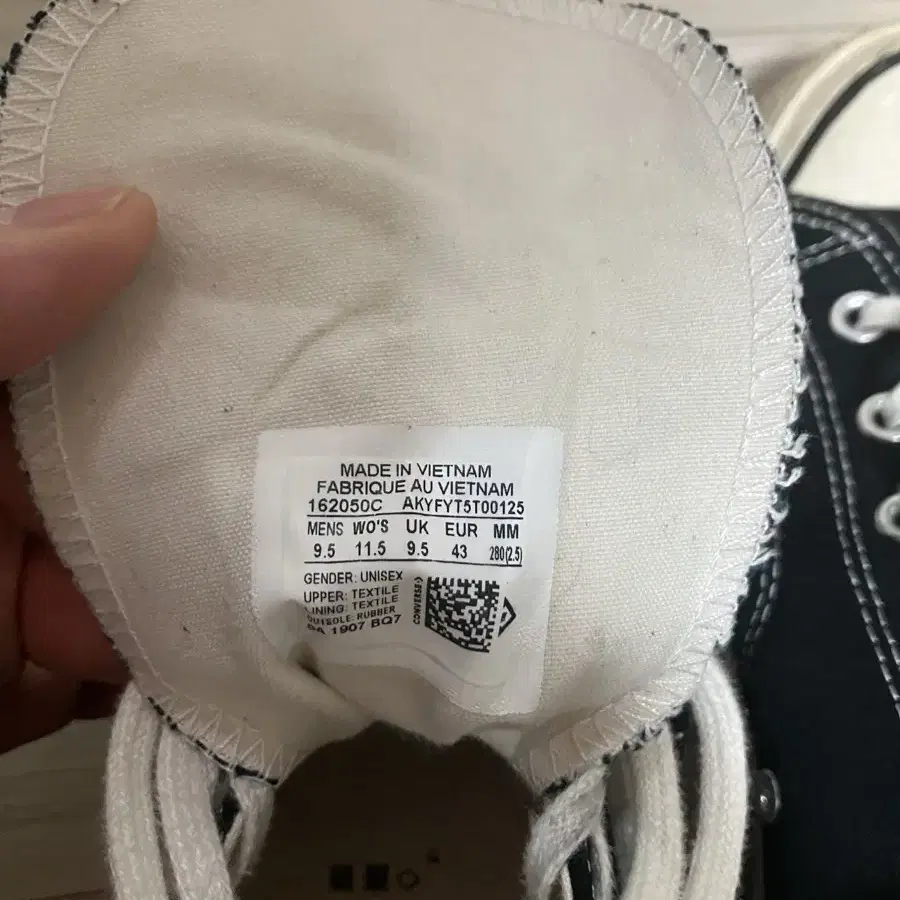 MADE IN VIETNAM
FABRIQUE AU VIETNAM
162050C AKYFYT5T00125
MENS WO'S UK EUR MM
9.5 11.5 9.5 43 280(2.5)
GENDER: UNISEX
UPPER: TEXTILE
LINING: TEXTILE
OUTSOLE: RUBBER
PA 1907 BQ7
CONVERSE